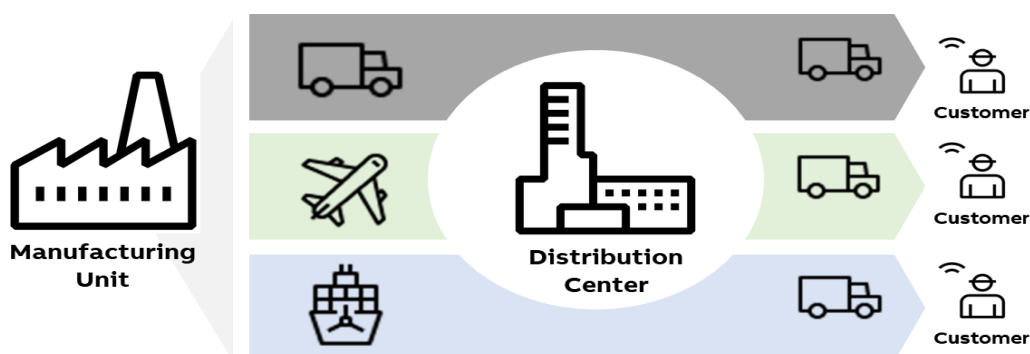 Customer
Customer
Manufacturing
Unit
Distribution
Center
Customer